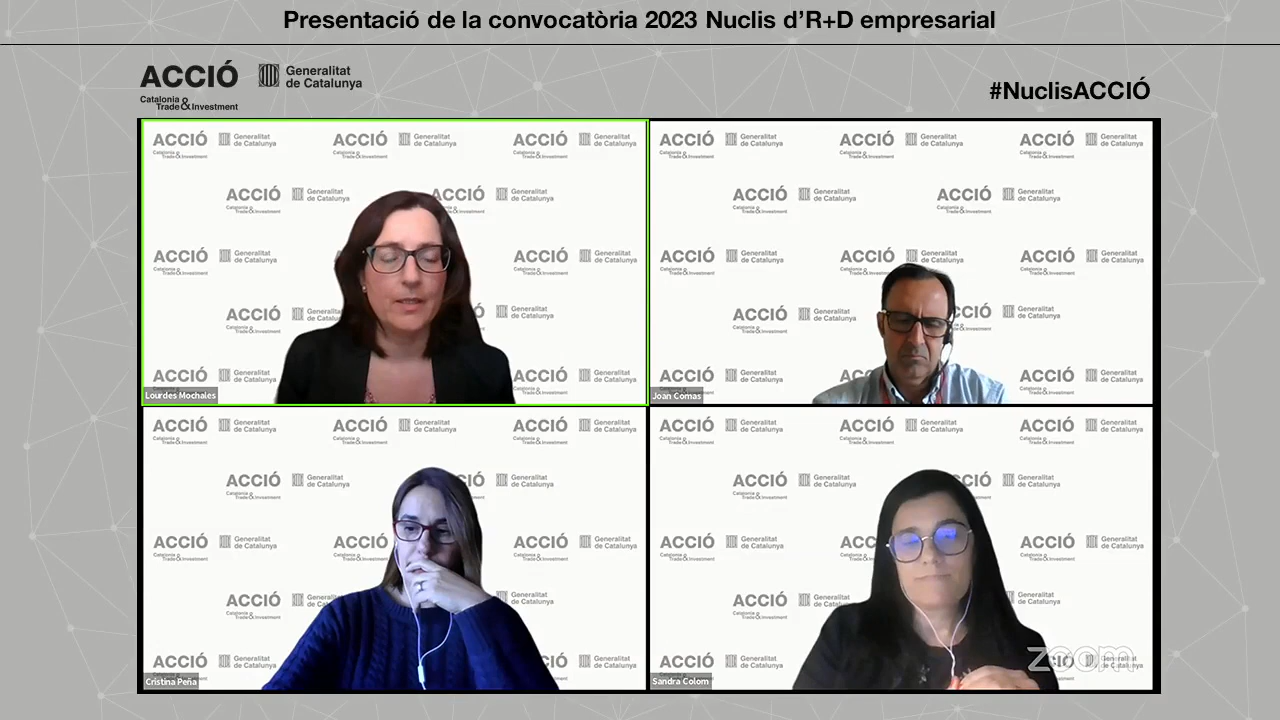 Presentació de la convocatòria 2023 Nuclis d’R+D empresarial
ACCIÓ
Catalonia
Trade & Investment
Generalitat
de Catalunya
#NuclisACCIÓ
Lourdes Mochales
Joan Comas
Cristina Peña
Sandra Colom
zoom